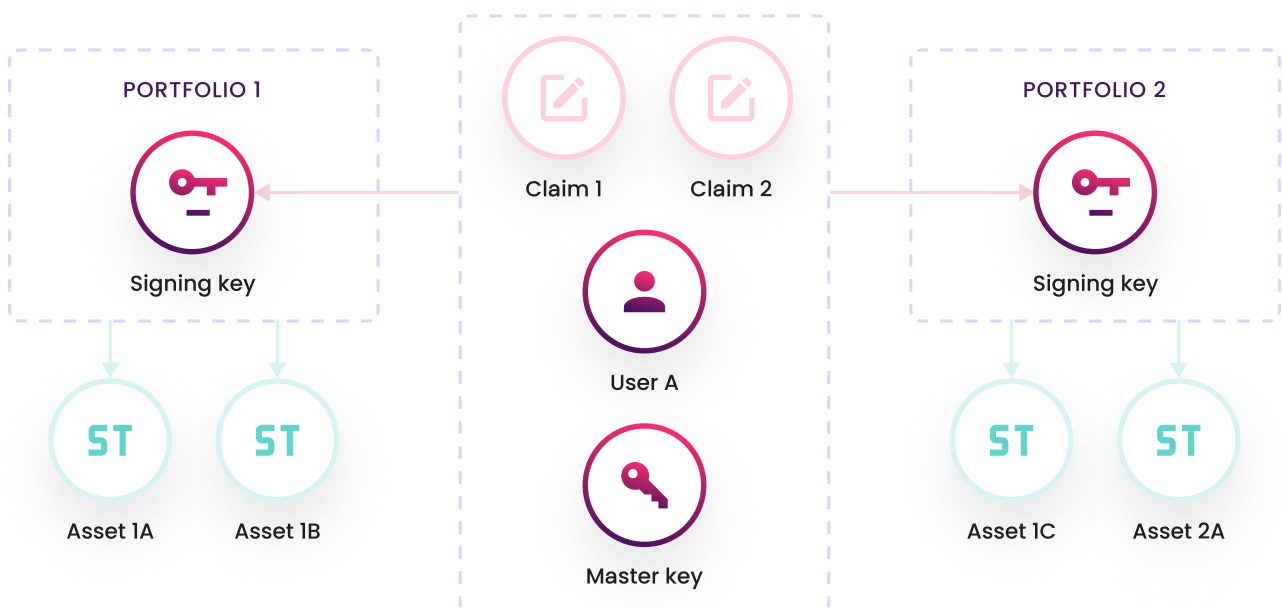 PORTFOLIO 1
Signing key
ST
Asset 1A
ST
Asset 1B
Claim 1
Claim 2
User A
Master key
PORTFOLIO 2
Signing key
ST
Asset 1C
ST
Asset 2A